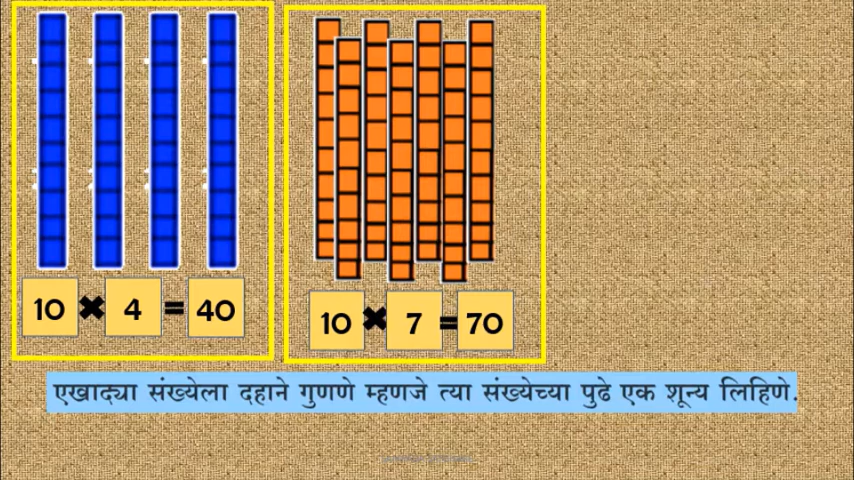 10 ✖ 4 = 40
10 ✖ 7 = 70
एखाद्या संख्येला दहाने गुणणे म्हणजे त्या संख्येच्या पुढे एक शून्य लिहिणे.